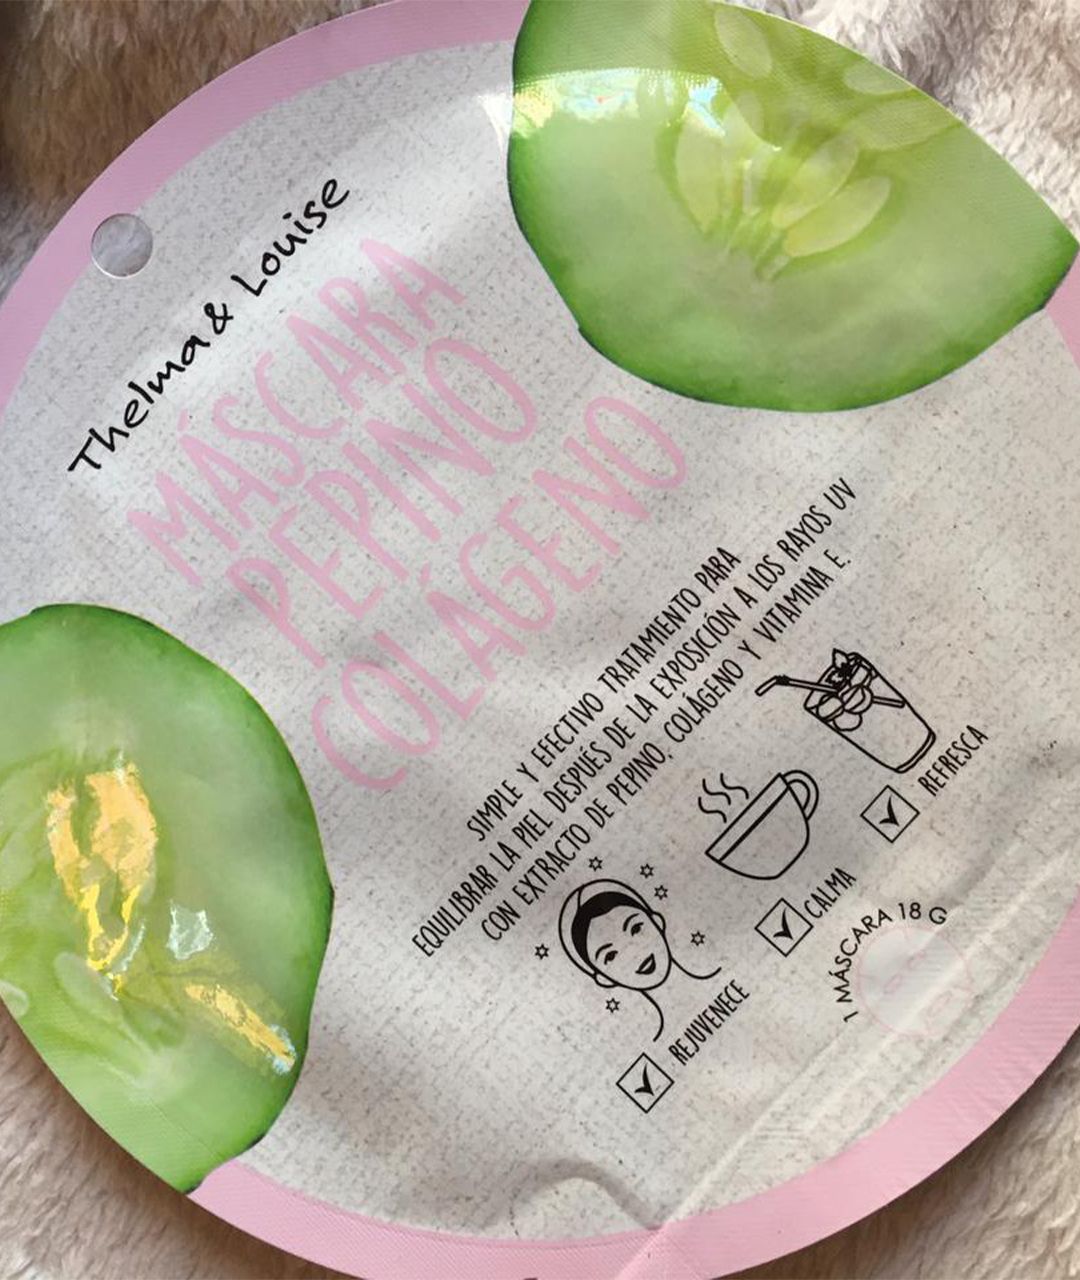 Thelma & Louise
MÁSCARA
PEPINO
COLÁGENO
SIMPLE Y EFECTIVO TRATAMIENTO PARA
EQUILIBRAR LA PIEL DESPUÉS DE LA EXPOSICIÓN A LOS RAYOS UV
CON EXTRACTO DE PEPINO, COLÁGENO Y VITAMINA E.
REJUVENECE
CALMA
REFRESCA
1 MÁSCARA 18 G